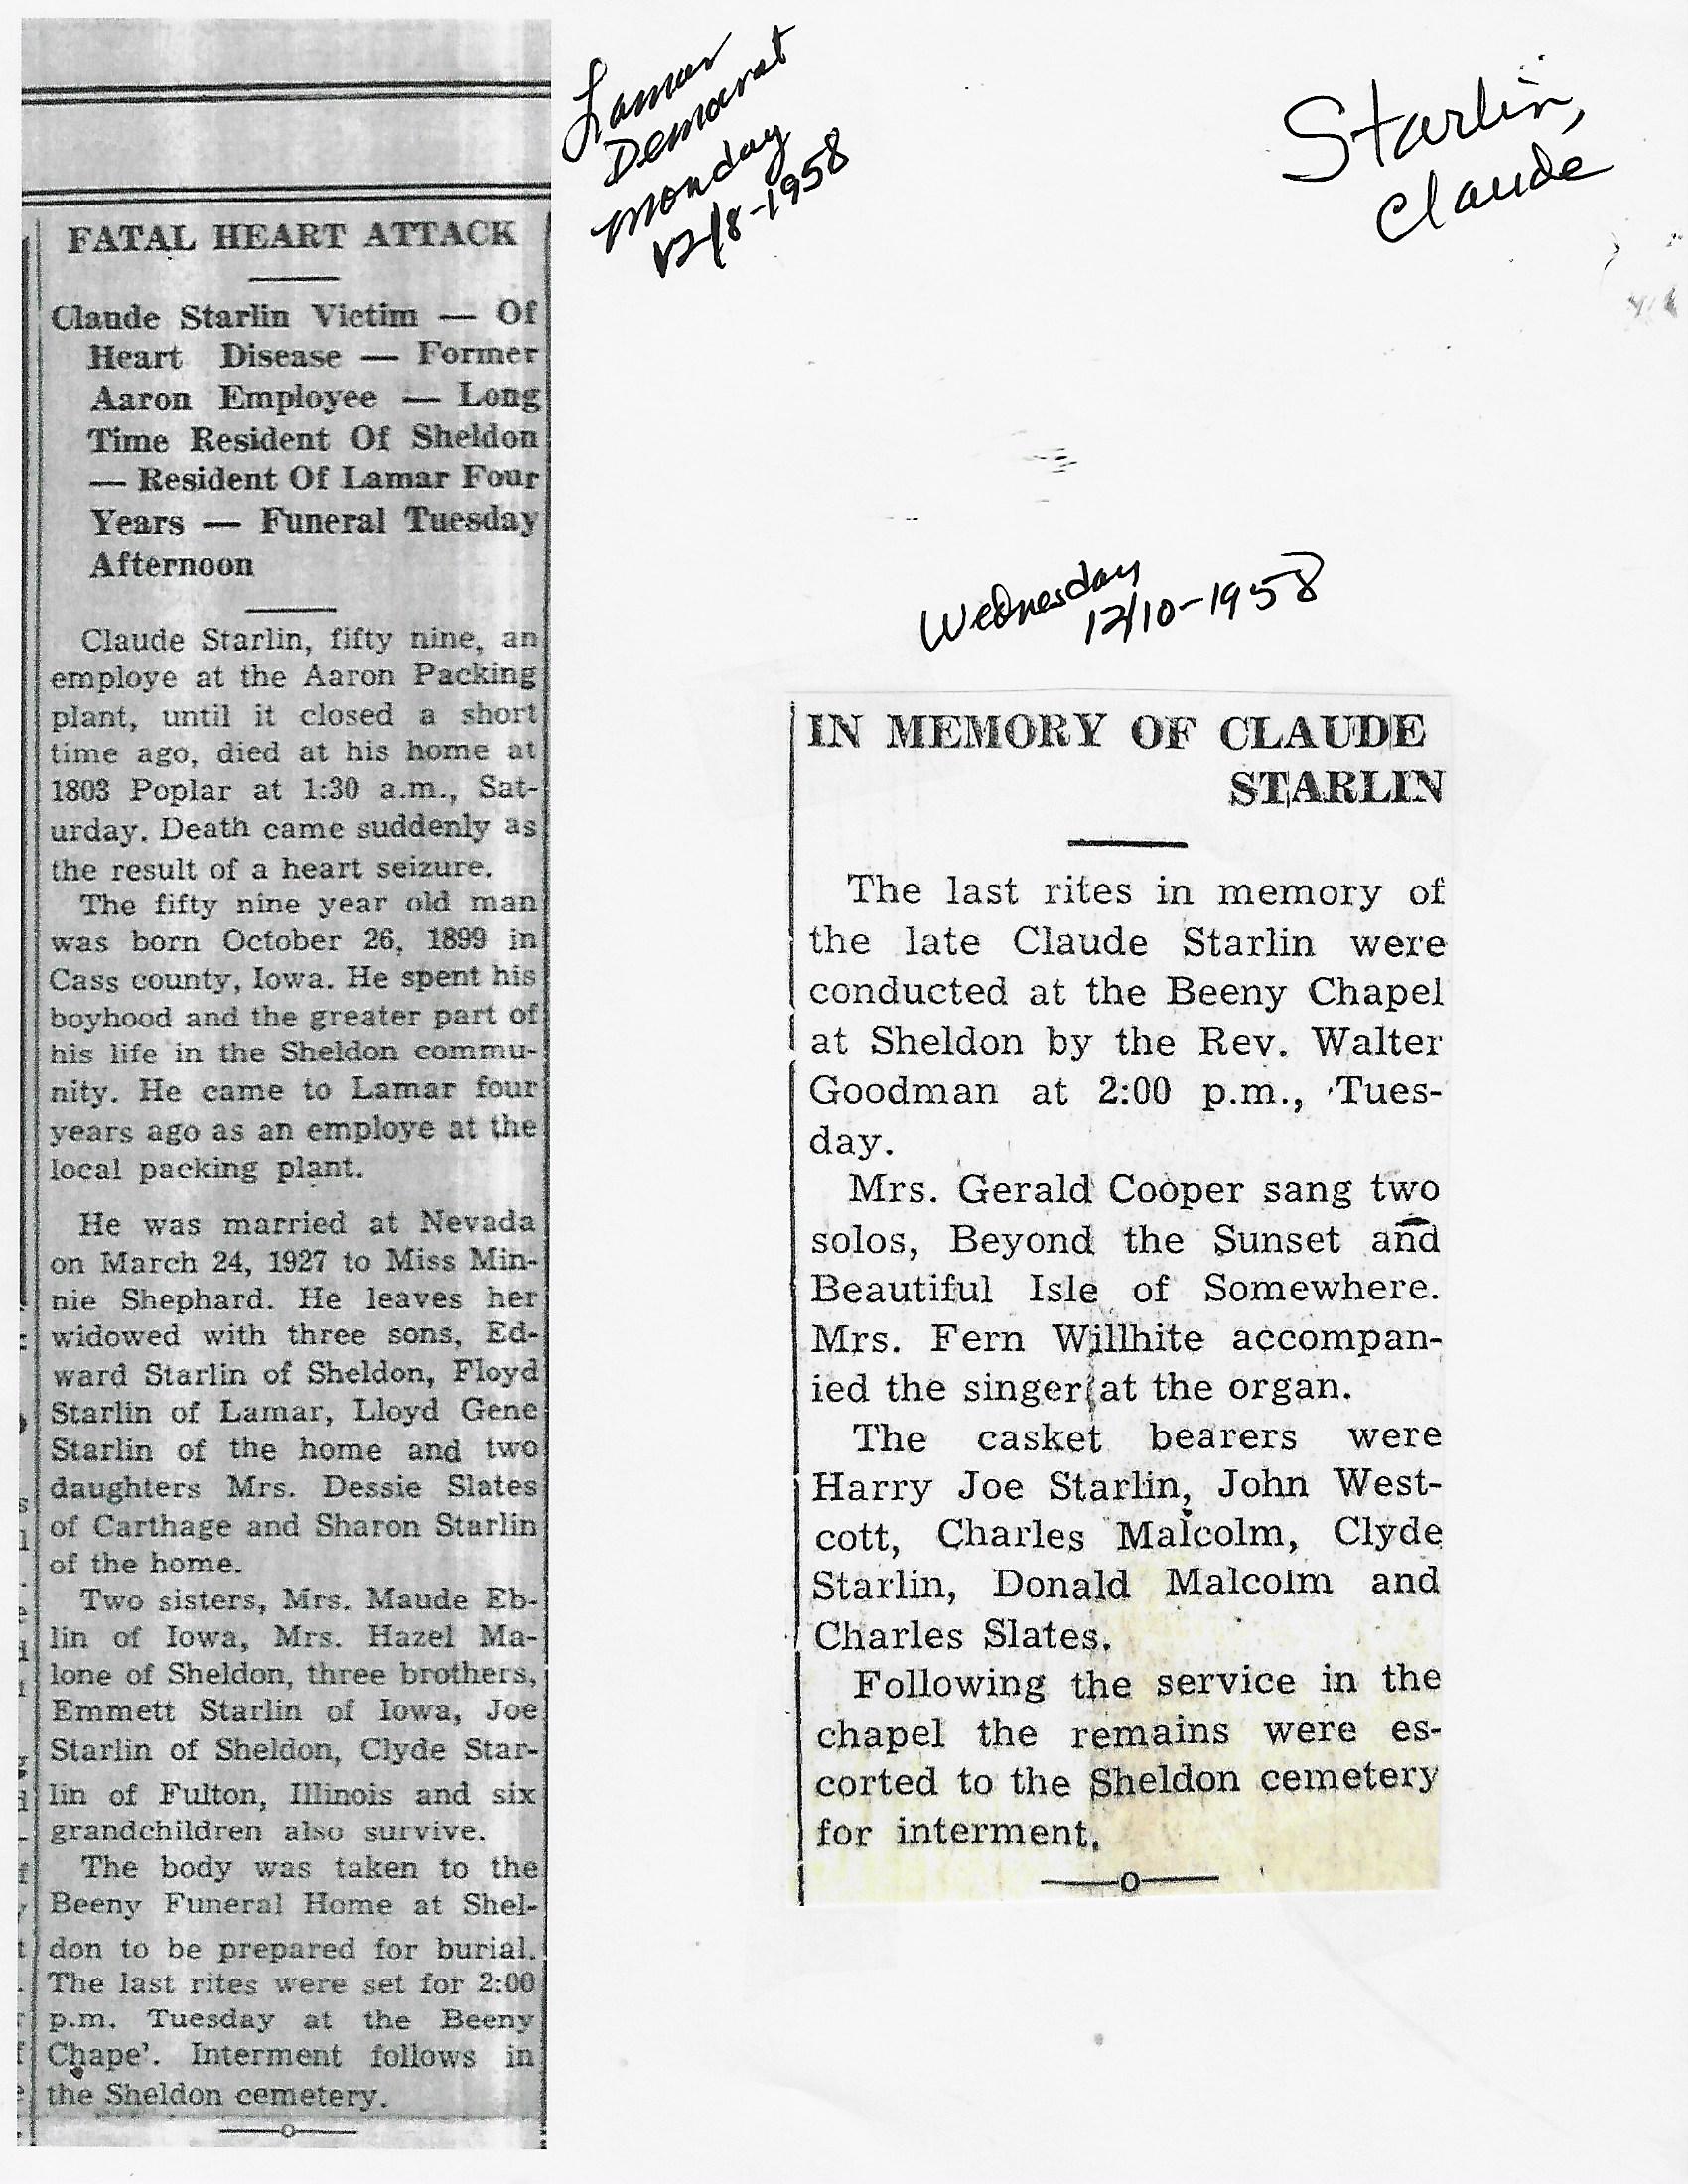 Lamar
Democrat
Monday
12/8-1958
Starlin,
Claude
FATAL HEART ATTACK
Claude Starlin Victim — Of
Heart Disease — Former
Aaron Employee — Long
Time Resident Of Sheldon
— Resident Of Lamar Four
Years — Funeral Tuesday
Afternoon
Claude Starlin, fifty nine, an
employe at the Aaron Packing
plant, until it closed a short
time ago, died at his home at
1803 Poplar at 1:30 a.m., Sat-
urday. Death came suddenly as
the result of a heart seizure.
The fifty nine year old man
was born October 26, 1899 in
Cass county, Iowa. He spent his
boyhood and the greater part of
his life in the Sheldon commu-
nity. He came to Lamar four
years ago as an employe at the
local packing plant.
He was married at Nevada
on March 24, 1927 to Miss Min-
nie Shephard. He leaves her
widowed with three sons, Ed-
ward Starlin of Sheldon, Floyd
Starlin of Lamar, Lloyd Gene
Starlin of the home and two
daughters Mrs. Dessie Slates
of Carthage and Sharon Starlin
of the home.
Two sisters, Mrs. Maude Eb-
lin of Iowa, Mrs. Hazel Ma-
lone of Sheldon, three brothers,
Emmett Starlin of Iowa, Joe
Starlin of Sheldon, Clyde Star-
lin of Fulton, Illinois and six
grandchildren also survive.
The body was taken to the
Beeny Funeral Home at Shel-
don to be prepared for burial.
The last rites were set for 2:00
p.m. Tuesday at the Beeny
Chape'. Interment follows in
the Sheldon cemetery.
Wednesday
12/10-1958
IN MEMORY OF CLAUDE
STARLIN
The last rites in memory of
the late Claude Starlin were
conducted at the Beeny Chapel
at Sheldon by the Rev. Walter
Goodman at 2:00 p.m., Tues-
day.
Mrs. Gerald Cooper sang two
solos, Beyond the Sunset and
Beautiful Isle of Somewhere.
Mrs. Fern Willhite accompan-
ied the singer at the organ.
The casket bearers were
Harry Joe Starlin, John West-
cott, Charles Malcolm, Clyde
Starlin, Donald Malcolm and
Charles Slates.
Following the service in the
chapel the remains were es-
corted to the Sheldon cemetery
for interment.